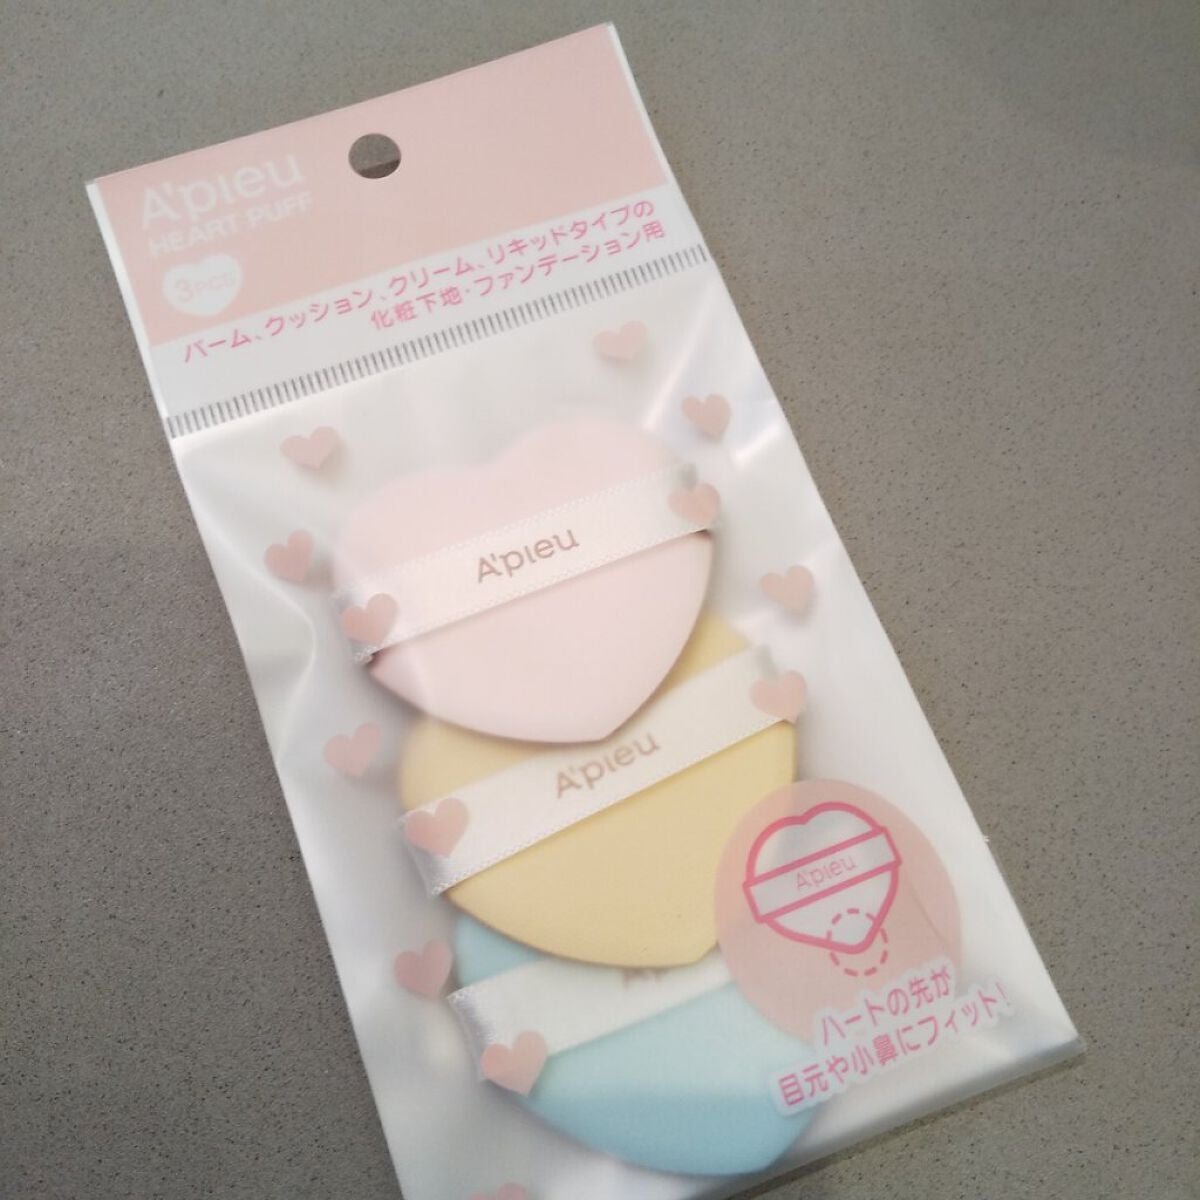 A'pieu
HEART PUFF
3PCS
バーム、クッション、クリーム、リキッドタイプの
化粧下地・ファンデーション用
A'pieu
A'pieu
A'pieu
ハートの先が
目元や小鼻にフィット!